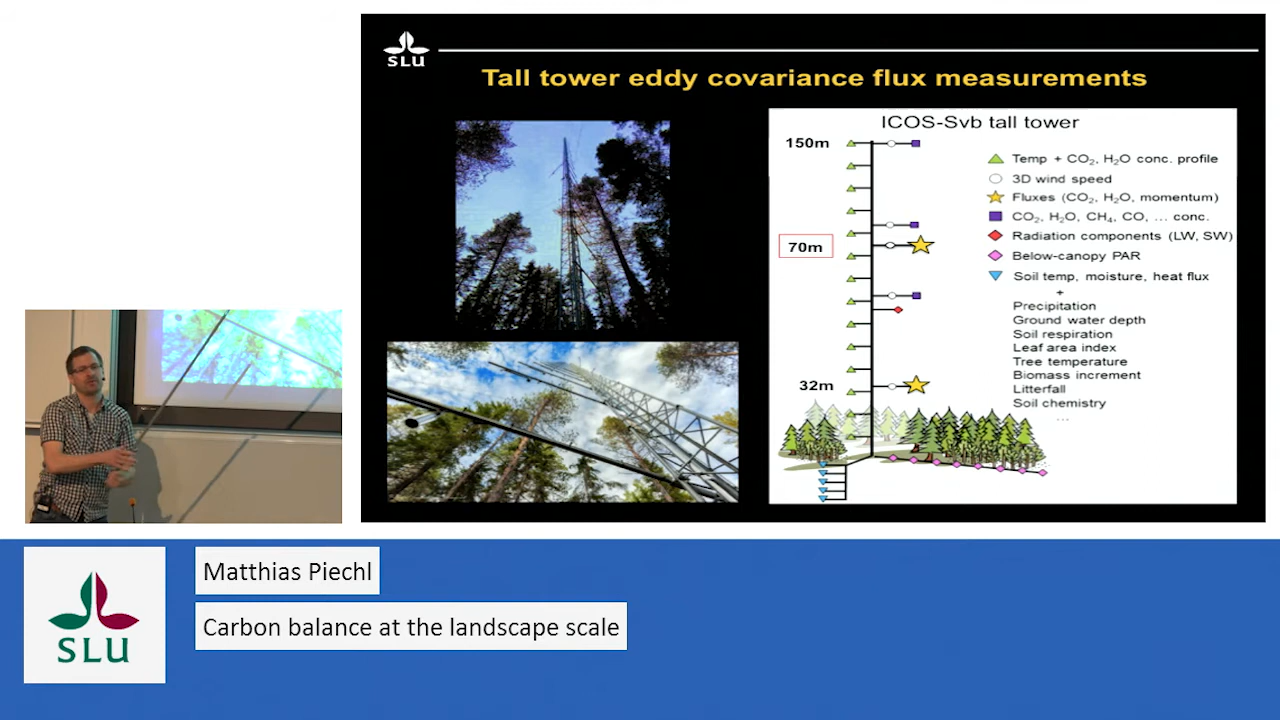 SLU
Tall tower eddy covariance flux measurements
ICOS-Svb tall tower
150m
70m
32m
Temp + CO₂, H₂O conc. profile
3D wind speed
Fluxes (CO₂, H₂O, momentum)
CO₂, H₂O, CH₄, CO, ... conc.
Radiation components (LW, SW)
Below-canopy PAR
Soil temp, moisture, heat flux
+
Precipitation
Ground water depth
Soil respiration
Leaf area index
Tree temperature
Biomass increment
Litterfall
Soil chemistry
...
SLU
Matthias Piechl
Carbon balance at the landscape scale